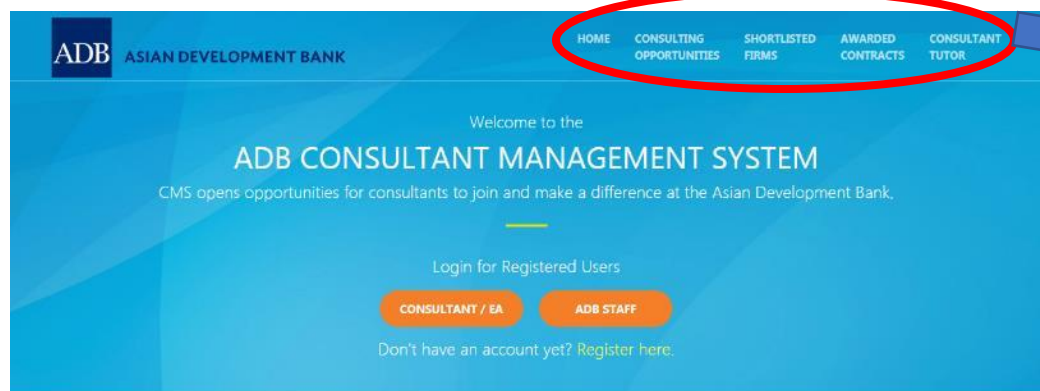 ADB ASIAN DEVELOPMENT BANK
HOME
CONSULTING
OPPORTUNITIES
SHORTLISTED
FIRMS
AWARDED
CONTRACTS
CONSULTANT
TUTOR
Welcome to the
ADB CONSULTANT MANAGEMENT SYSTEM
CMS opens opportunities for consultants to join and make a difference at the Asian Development Bank.
Login for Registered Users
CONSULTANT / EA
ADB STAFF
Don't have an account yet? Register here.